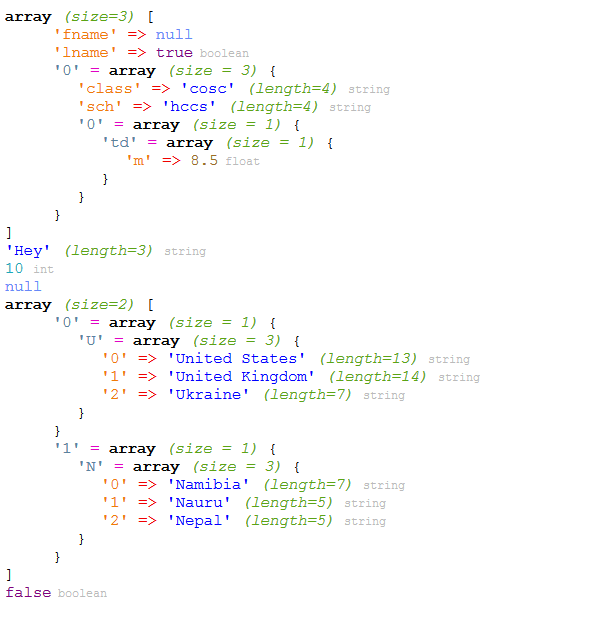 array (size=3) [
'fname' => null
'lname' => true boolean
'0' = array (size = 3) {
'class' => 'cosc' (length=4) string
'sch' => 'hccs' (length=4) string
'0' = array (size = 1) {
'td' = array (size = 1) {
'm' => 8.5 float
}
}
}
]
'Hey' (length=3) string
10 int
null
array (size=2) [
'0' = array (size = 1) {
'U' = array (size = 3) {
'0' => 'United States' (length=13) string
'1' => 'United Kingdom' (length=14) string
'2' => 'Ukraine' (length=7) string
}
}
'1' = array (size = 1) {
'N' = array (size = 3) {
'0' => 'Namibia' (length=7) string
'1' => 'Nauru' (length=5) string
'2' => 'Nepal' (length=5) string
}
}
]
false boolean